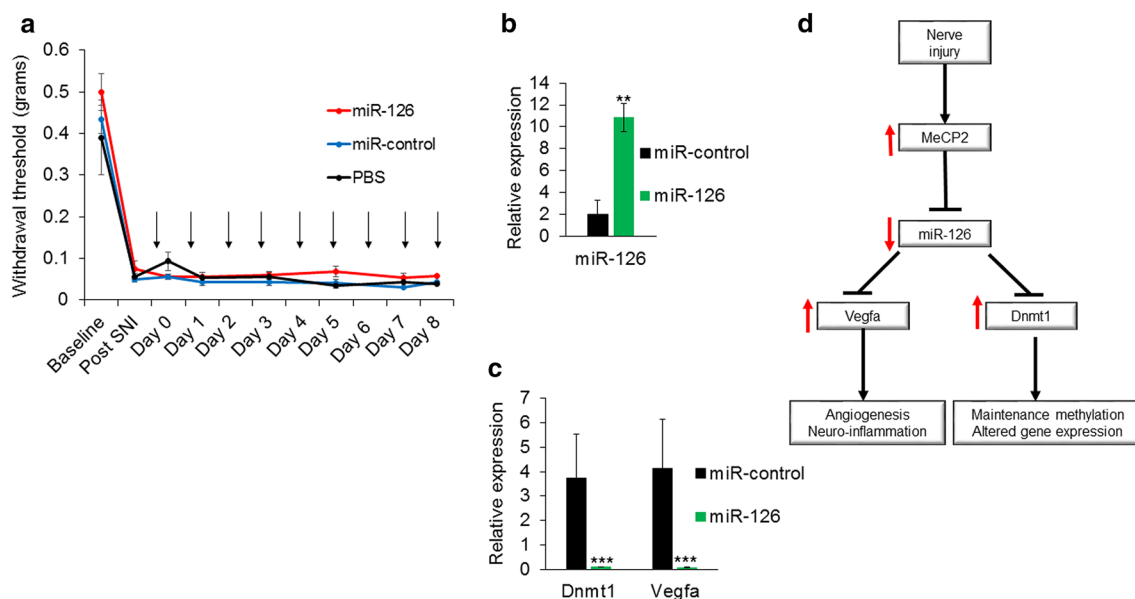 a
Withdrawal threshold (grams)
0.6
0.5
0.4
0.3
0.2
0.1
0
miR-126
miR-control
PBS
Baseline
Post SNI
Day 0
Day 1
Day 2
Day 3
Day 4
Day 5
Day 6
Day 7
Day 8
b
Relative expression
14
12
10
8
6
4
2
0
**
miR-control
miR-126
miR-126
c
Relative expression
7
6
5
4
3
2
1
0
***
***
miR-control
miR-126
Dnmt1
Vegfa
d
Nerve
injury
MeCP2
miR-126
Vegfa
Dnmt1
Angiogenesis
Neuro-inflammation
Maintenance methylation
Altered gene expression